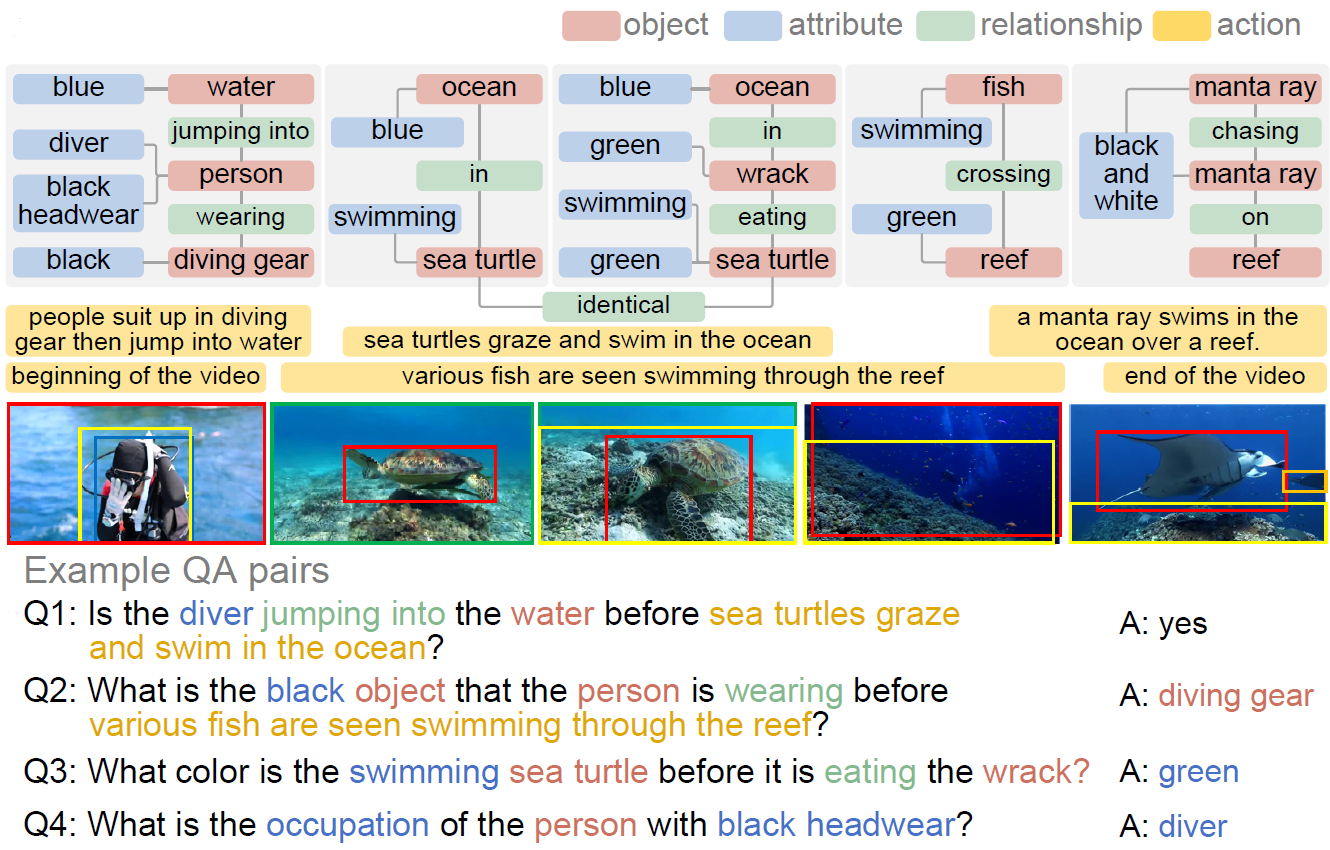 object attribute relationship action
blue water
jumping into
diver
person
black
headwear
wearing
black diving gear
ocean
blue
in
swimming
sea turtle
blue ocean
in
green
wrack
swimming
eating
green sea turtle
identical
fish
swimming
crossing
green
reef
manta ray
chasing
black
and
white
manta ray
on
reef
people suit up in diving
gear then jump into water
sea turtles graze and swim in the ocean
a manta ray swims in the
ocean over a reef.
beginning of the video
various fish are seen swimming through the reef
end of the video
Example QA pairs
Q1: Is the diver jumping into the water before sea turtles graze
and swim in the ocean?
A: yes
Q2: What is the black object that the person is wearing before
various fish are seen swimming through the reef?
A: diving gear
Q3: What color is the swimming sea turtle before it is eating the wrack?
A: green
Q4: What is the occupation of the person with black headwear?
A: diver